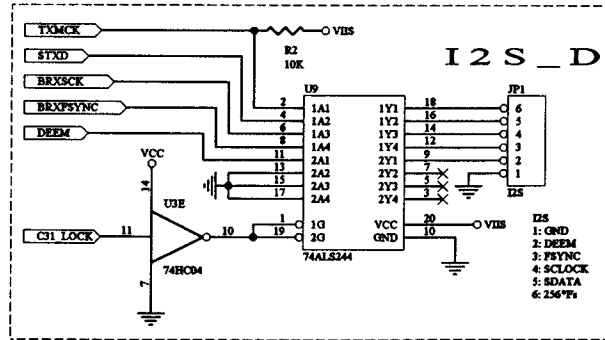 TXMCK
STXD
BRXSCK
BRXFSYNC
DEEM
R2
10K
VIIS
I2S_D
U9
JP1
2 1A1 1Y1 18 6
4 1A2 1Y2 16 5
6 1A3 1Y3 14 4
8 1A4 1Y4 12 3
11 2A1 2Y1 9 2
13 2A2 2Y2 7 1
15 2A3 2Y3 5
17 2A4 2Y4 3
I2S
VCC
14
U3E
C31_LOCK
11
10
74HC04
7
1 1G VCC 20 VIIS
19 2G GND 10
74ALS244
I2S
1: GND
2: DEEM
3: FSYNC
4: SCLOCK
5: SDATA
6: 256*Fs